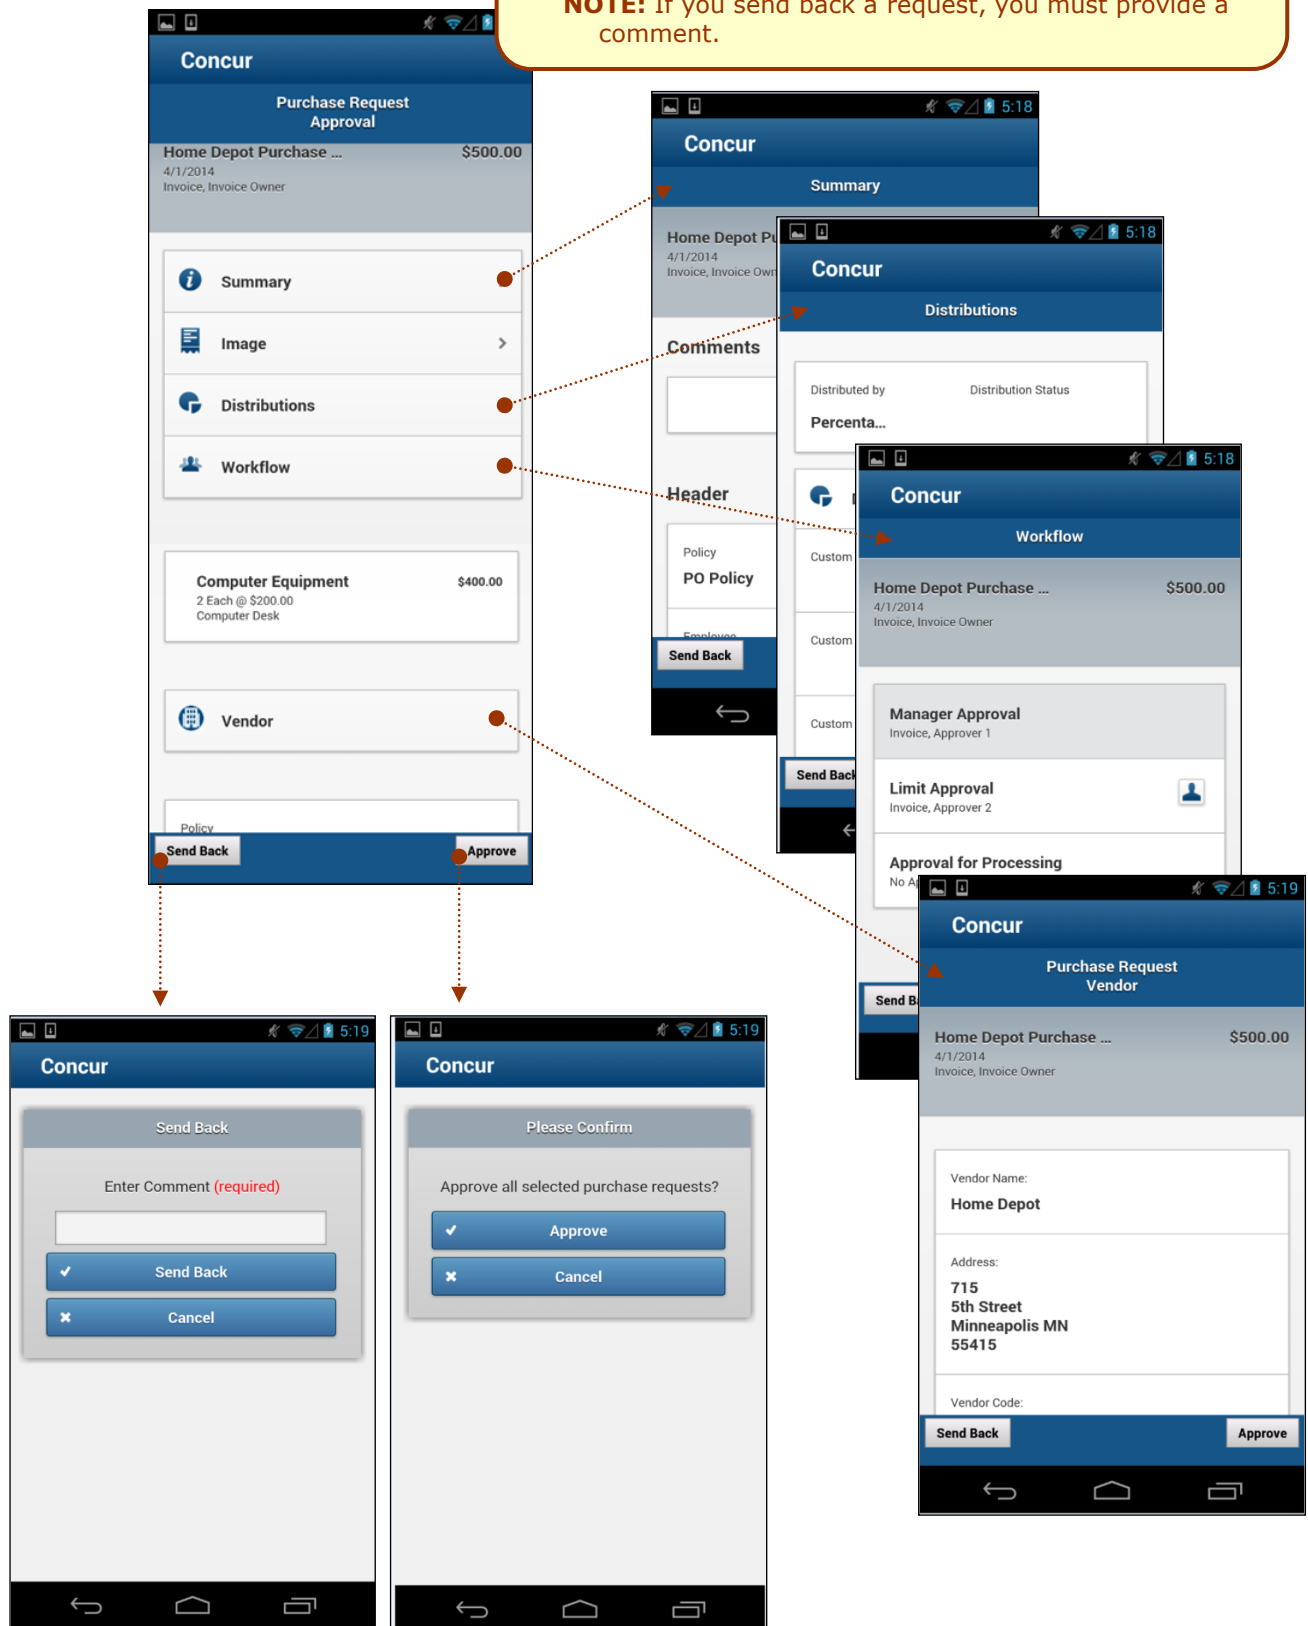 NOTE: If you send back a request, you must provide a
comment.
Concur
Purchase Request
Approval
Home Depot Purchase ... $500.00
4/1/2014
Invoice, Invoice Owner
Summary
Image
Distributions
Workflow
Computer Equipment $400.00
2 Each @ $200.00
Computer Desk
Vendor
Policy
Send Back Approve
5:18
Concur
Summary
Home Depot Pu
4/1/2014
Invoice, Invoice Own
Comments
Header
Policy
PO Policy
Employee
Send Back
5:18
Concur
Distributions
Distributed by Distribution Status
Percenta...
Custom
Custom
Custom
Send Back
5:18
Concur
Workflow
Home Depot Purchase ... $500.00
4/1/2014
Invoice, Invoice Owner
Manager Approval
Invoice, Approver 1
Limit Approval
Invoice, Approver 2
Approval for Processing
No Ap
Send B
5:19
Concur
Purchase Request
Vendor
Home Depot Purchase ... $500.00
4/1/2014
Invoice, Invoice Owner
Vendor Name:
Home Depot
Address:
715
5th Street
Minneapolis MN
55415
Vendor Code:
Send Back Approve
5:19
Concur
Send Back
Enter Comment (required)
Send Back
Cancel
5:19
Concur
Please Confirm
Approve all selected purchase requests?
Approve
Cancel